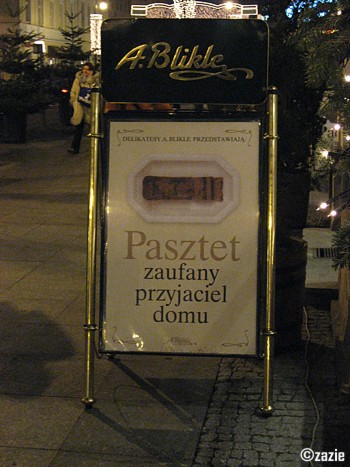 A. Blikle
DELIKATESY A. BLIKLE PRZEDSTAWIAJĄ
Pasztet
zaufany
przyjaciel
domu
©zazie